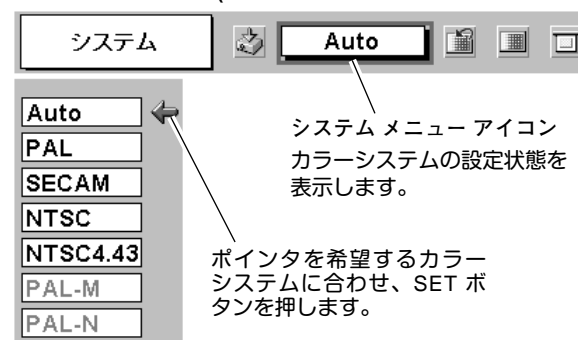 システム
Auto
Auto
PAL
SECAM
NTSC
NTSC4.43
PAL-M
PAL-N
システム メニュー アイコン
カラーシステムの設定状態を
表示します。
ポインタを希望するカラー
システムに合わせ、SET ボ
タンを押します。